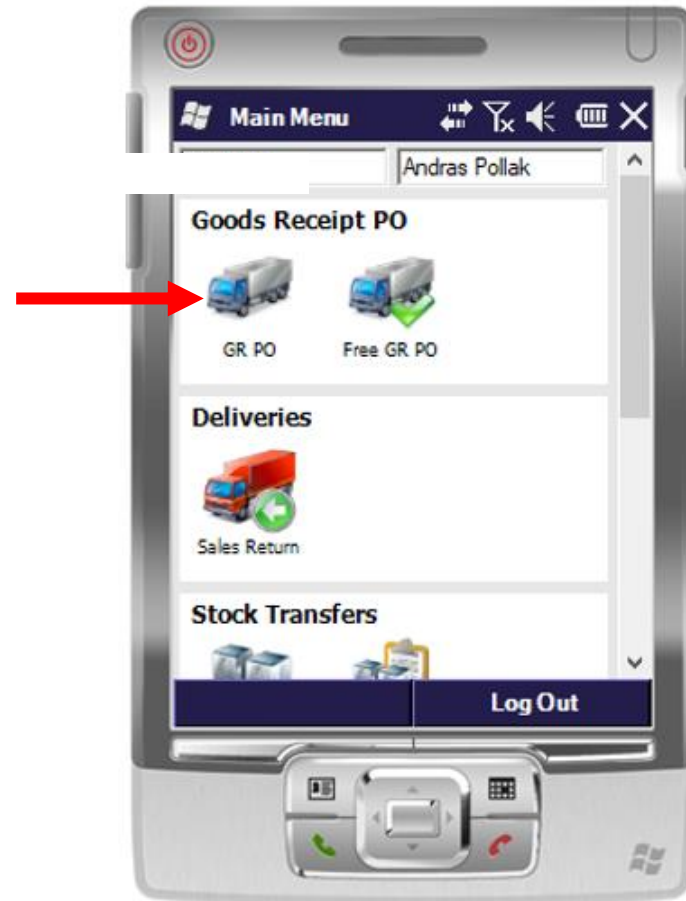 Main Menu
Andras Pollak
Goods Receipt PO
GR PO Free GR PO
Deliveries
Sales Return
Stock Transfers
Log Out